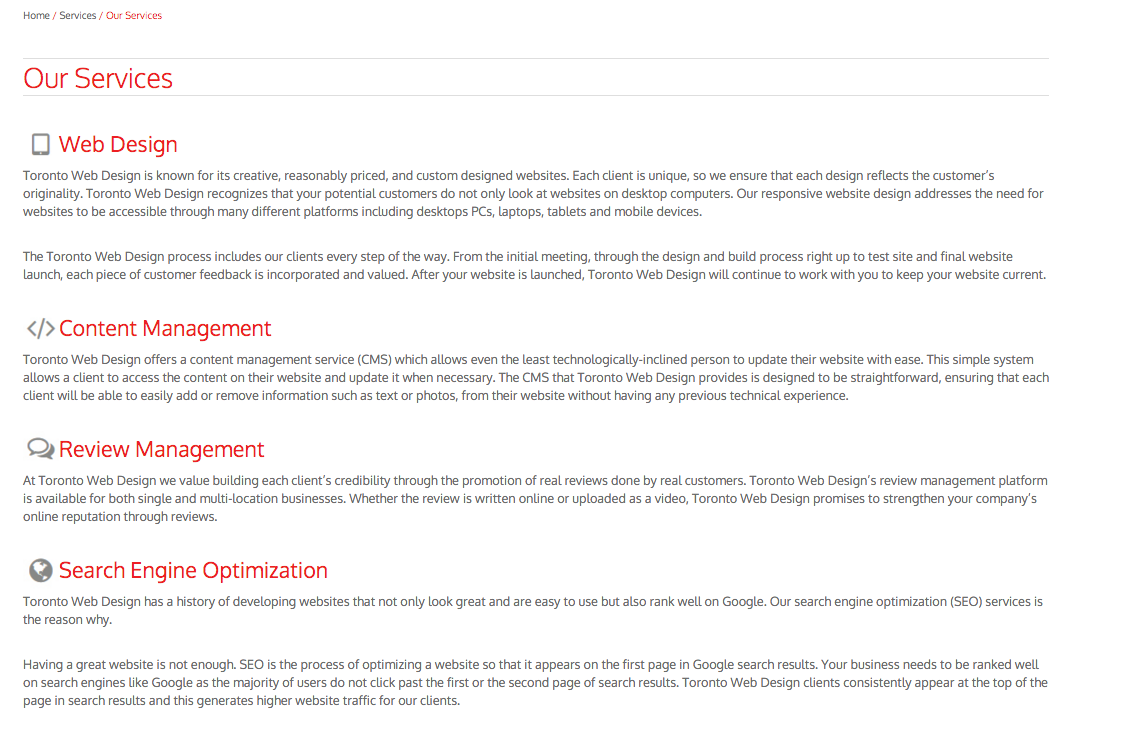 Home / Services / Our Services
Our Services
Web Design
Toronto Web Design is known for its creative, reasonably priced, and custom designed websites. Each client is unique, so we ensure that each design reflects the customer’s
originality. Toronto Web Design recognizes that your potential customers do not only look at websites on desktop computers. Our responsive website design addresses the need for
websites to be accessible through many different platforms including desktops PCs, laptops, tablets and mobile devices.
The Toronto Web Design process includes our clients every step of the way. From the initial meeting, through the design and build process right up to test site and final website
launch, each piece of customer feedback is incorporated and valued. After your website is launched, Toronto Web Design will continue to work with you to keep your website current.
Content Management
Toronto Web Design offers a content management service (CMS) which allows even the least technologically-inclined person to update their website with ease. This simple system
allows a client to access the content on their website and update it when necessary. The CMS that Toronto Web Design provides is designed to be straightforward, ensuring that each
client will be able to easily add or remove information such as text or photos, from their website without having any previous technical experience.
Review Management
At Toronto Web Design we value building each client’s credibility through the promotion of real reviews done by real customers. Toronto Web Design’s review management platform
is available for both single and multi-location businesses. Whether the review is written online or uploaded as a video, Toronto Web Design promises to strengthen your company’s
online reputation through reviews.
Search Engine Optimization
Toronto Web Design has a history of developing websites that not only look great and are easy to use but also rank well on Google. Our search engine optimization (SEO) services is
the reason why.
Having a great website is not enough. SEO is the process of optimizing a website so that it appears on the first page in Google search results. Your business needs to be ranked well
on search engines like Google as the majority of users do not click past the first or the second page of search results. Toronto Web Design clients consistently appear at the top of the
page in search results and this generates higher website traffic for our clients.